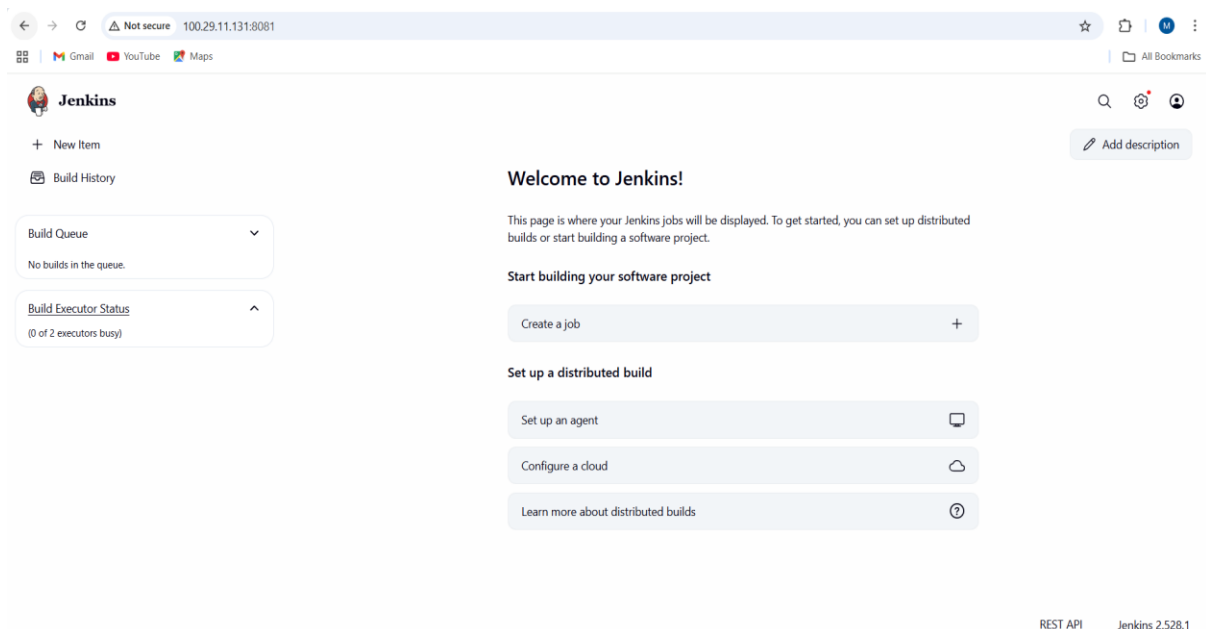 Not secure 100.29.11.131:8081
Gmail YouTube Maps All Bookmarks
Jenkins
New Item
Add description
Build History
Build Queue
No builds in the queue.
Build Executor Status
(0 of 2 executors busy)
Welcome to Jenkins!
This page is where your Jenkins jobs will be displayed. To get started, you can set up distributed
builds or start building a software project.
Start building your software project
Create a job
Set up a distributed build
Set up an agent
Configure a cloud
Learn more about distributed builds
REST API Jenkins 2.528.1
M